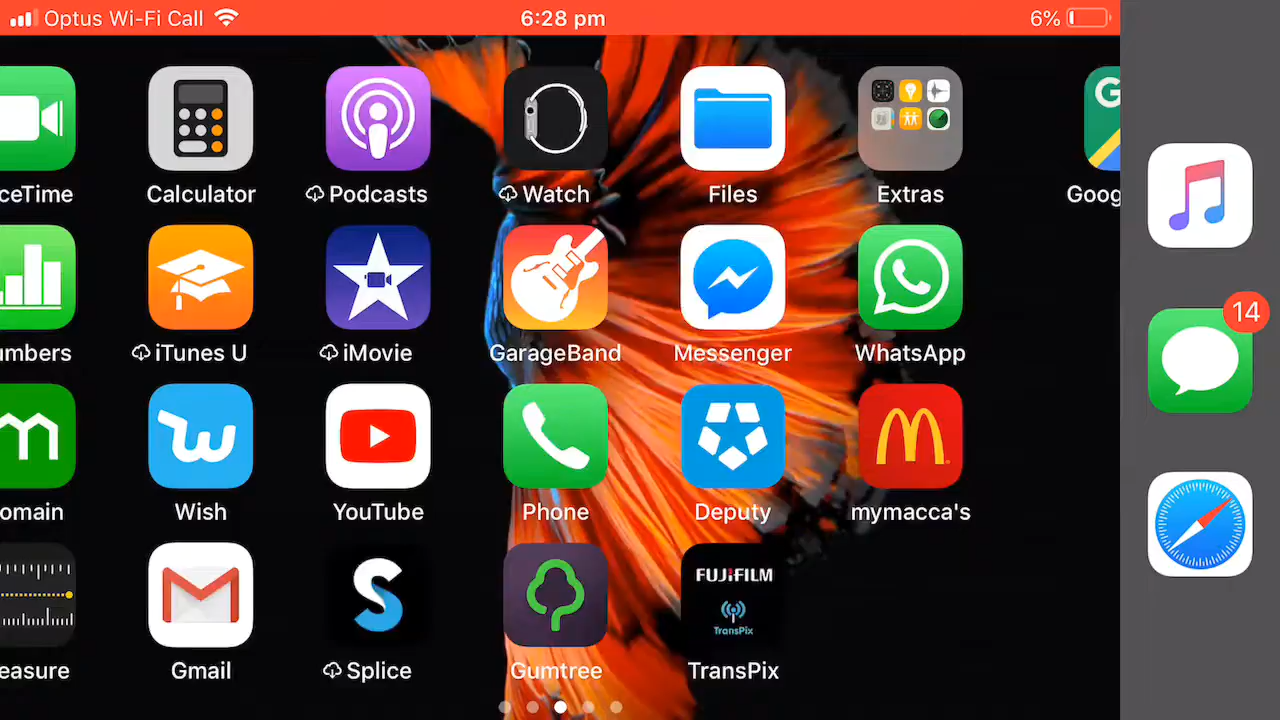 Optus Wi-Fi Call 6:28 pm 6%
ceTime Calculator Podcasts Watch Files Extras Goog
14
umbers iTunes U iMovie GarageBand Messenger WhatsApp
omain Wish YouTube Phone Deputy mymacca's
FUJIFILM
TransPix
easure Gmail Splice Gumtree TransPix